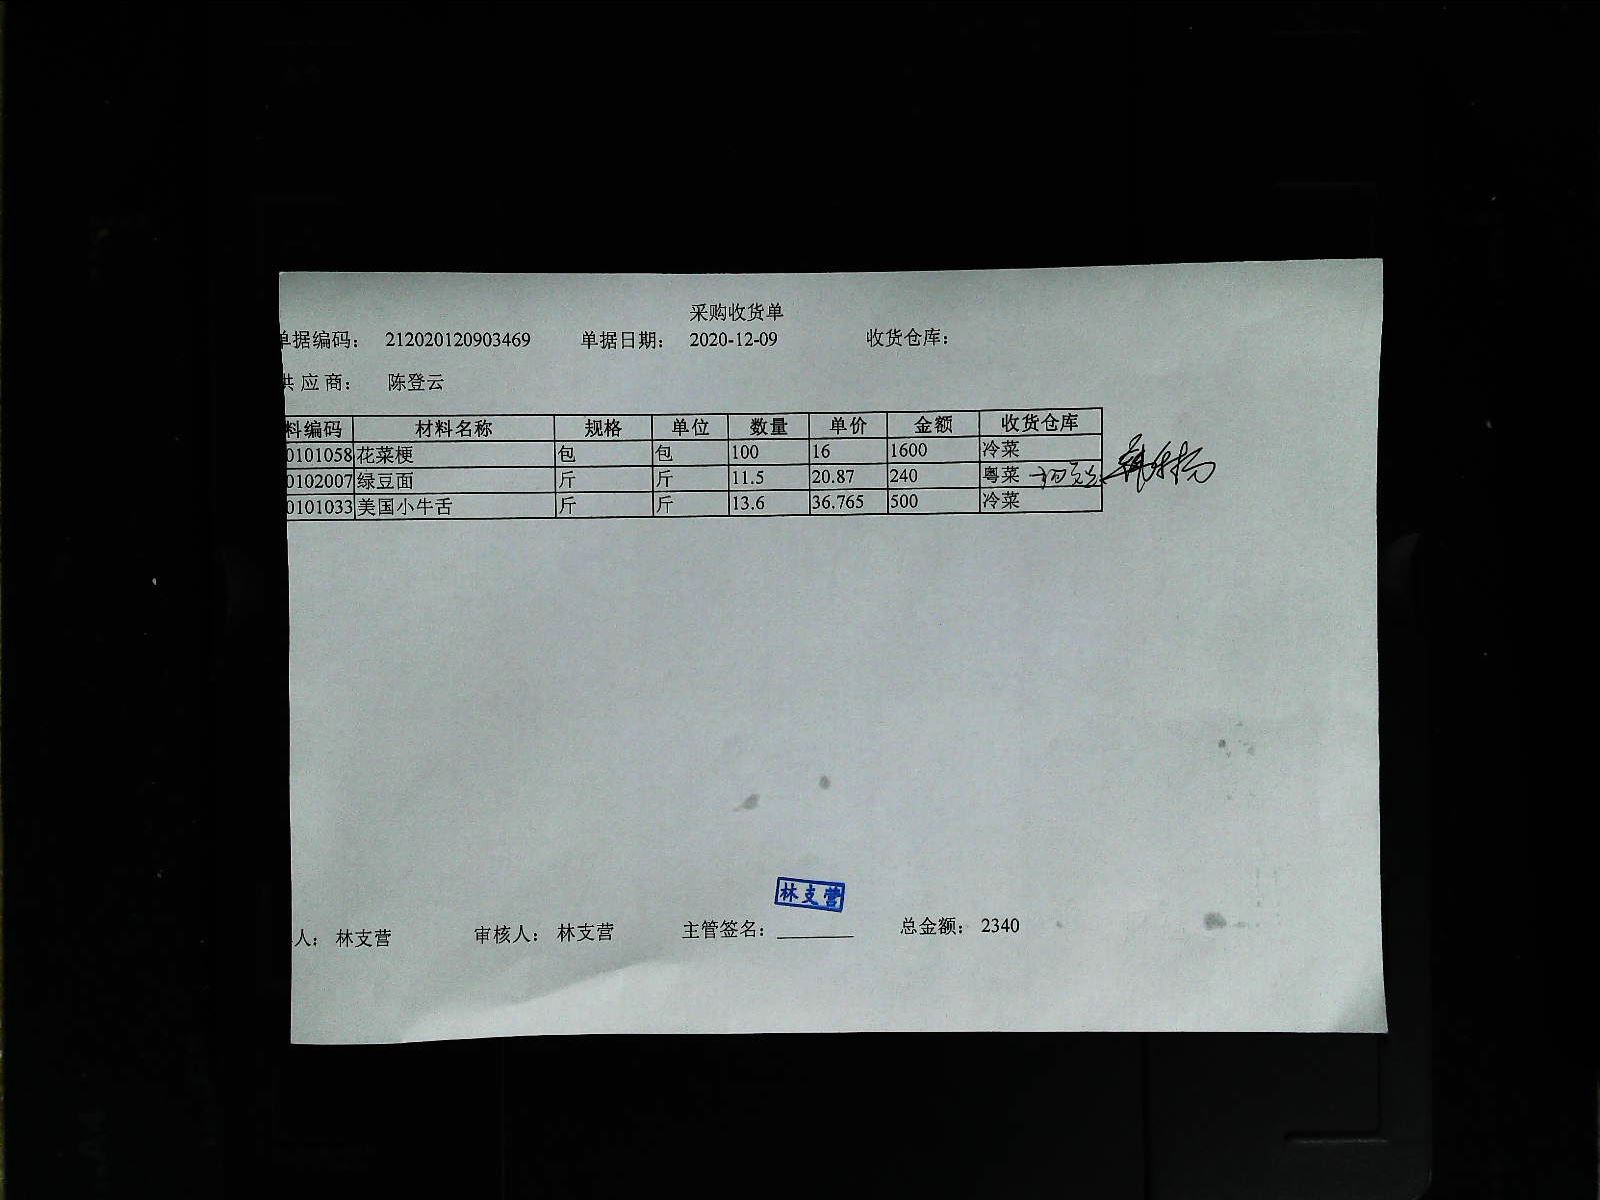 采购收货单
单据编码： 212020120903469 单据日期： 2020-12-09 收货仓库：
供应商： 陈登云
料编码 材料名称 规格 单位 数量 单价 金额 收货仓库
0101058 花菜梗 包 包 100 16 1600 冷菜
0102007 绿豆面 斤 斤 11.5 20.87 240 粤菜
0101033 美国小牛舌 斤 斤 13.6 36.765 500 冷菜
林支营
人： 林支营 审核人： 林支营 主管签名： 总金额： 2340